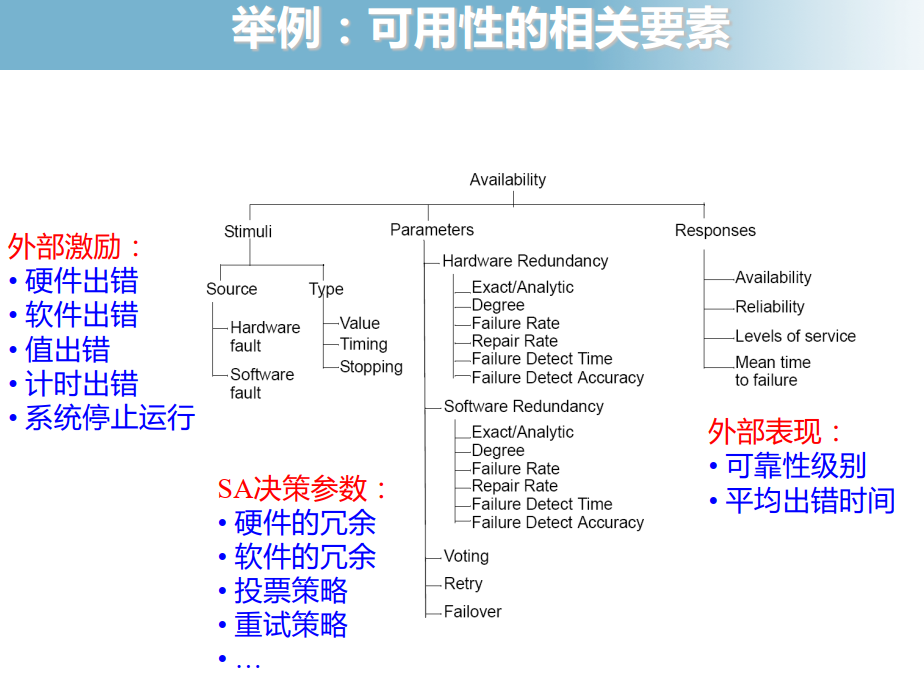 举例：可用性的相关要素
Availability
Stimuli
Parameters
Responses
外部激励：
• 硬件出错
• 软件出错
• 值出错
• 计时出错
• 系统停止运行
Source
Type
Hardware
fault
Software
fault
Value
Timing
Stopping
Hardware Redundancy
Exact/Analytic
Degree
Failure Rate
Repair Rate
Failure Detect Time
Failure Detect Accuracy
Software Redundancy
Exact/Analytic
Degree
Failure Rate
Repair Rate
Failure Detect Time
Failure Detect Accuracy
Voting
Retry
Failover
Availability
Reliability
Levels of service
Mean time
to failure
SA决策参数：
• 硬件的冗余
• 软件的冗余
• 投票策略
• 重试策略
• …
外部表现：
• 可靠性级别
• 平均出错时间